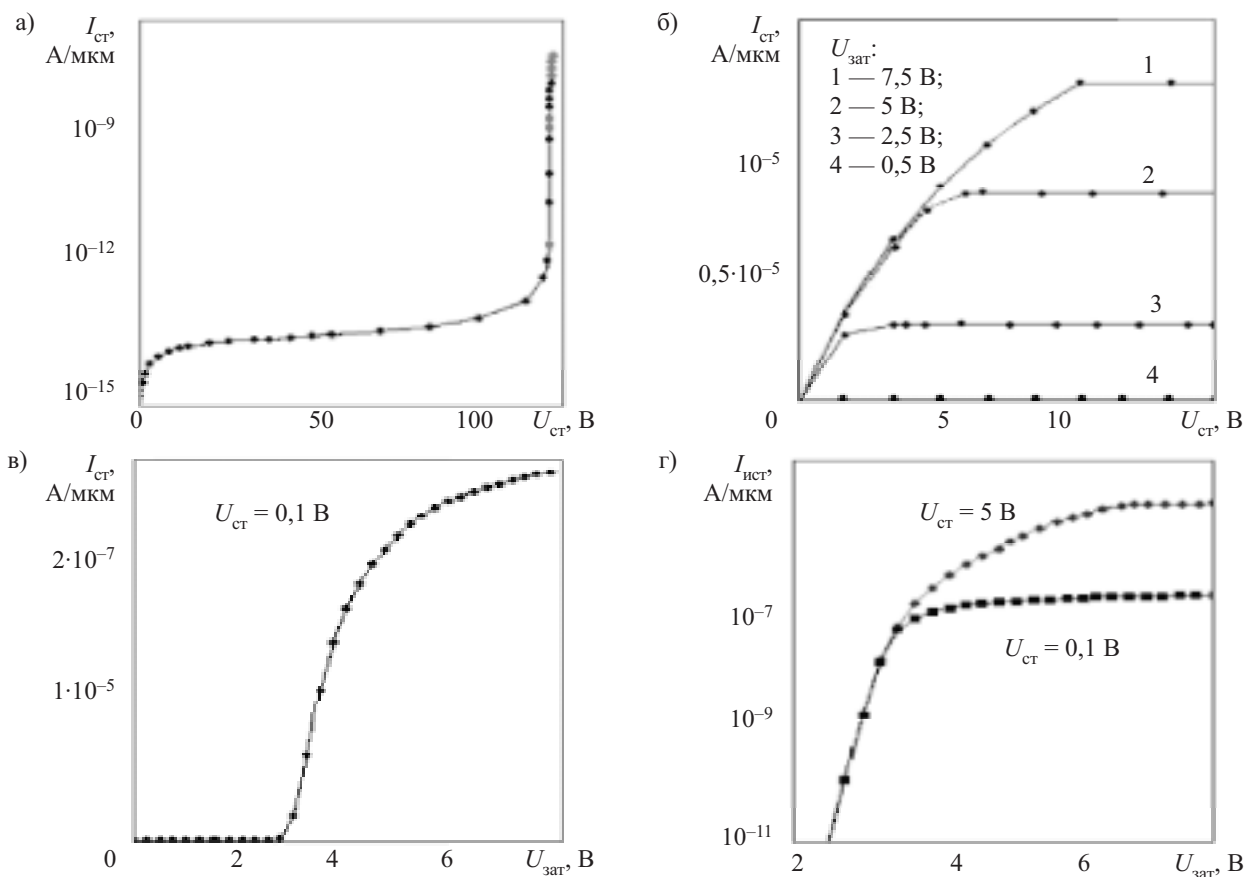 а)
I_ст,
А/мкм
10⁻⁹
10⁻¹²
10⁻¹⁵
0 50 100 U_ст, В
б)
I_ст,
А/мкм
U_зат:
1 — 7,5 В;
2 — 5 В;
3 — 2,5 В;
4 — 0,5 В
1
10⁻⁵
2
0,5·10⁻⁵
3
4
0 5 10 U_ст, В
в)
I_ст,
А/мкм
U_ст = 0,1 В
2·10⁻⁷
1·10⁻⁵
0 2 4 6 U_зат, В
г)
I_ист,
А/мкм
U_ст = 5 В
10⁻⁷
U_ст = 0,1 В
10⁻⁹
10⁻¹¹
2 4 6 U_зат, В